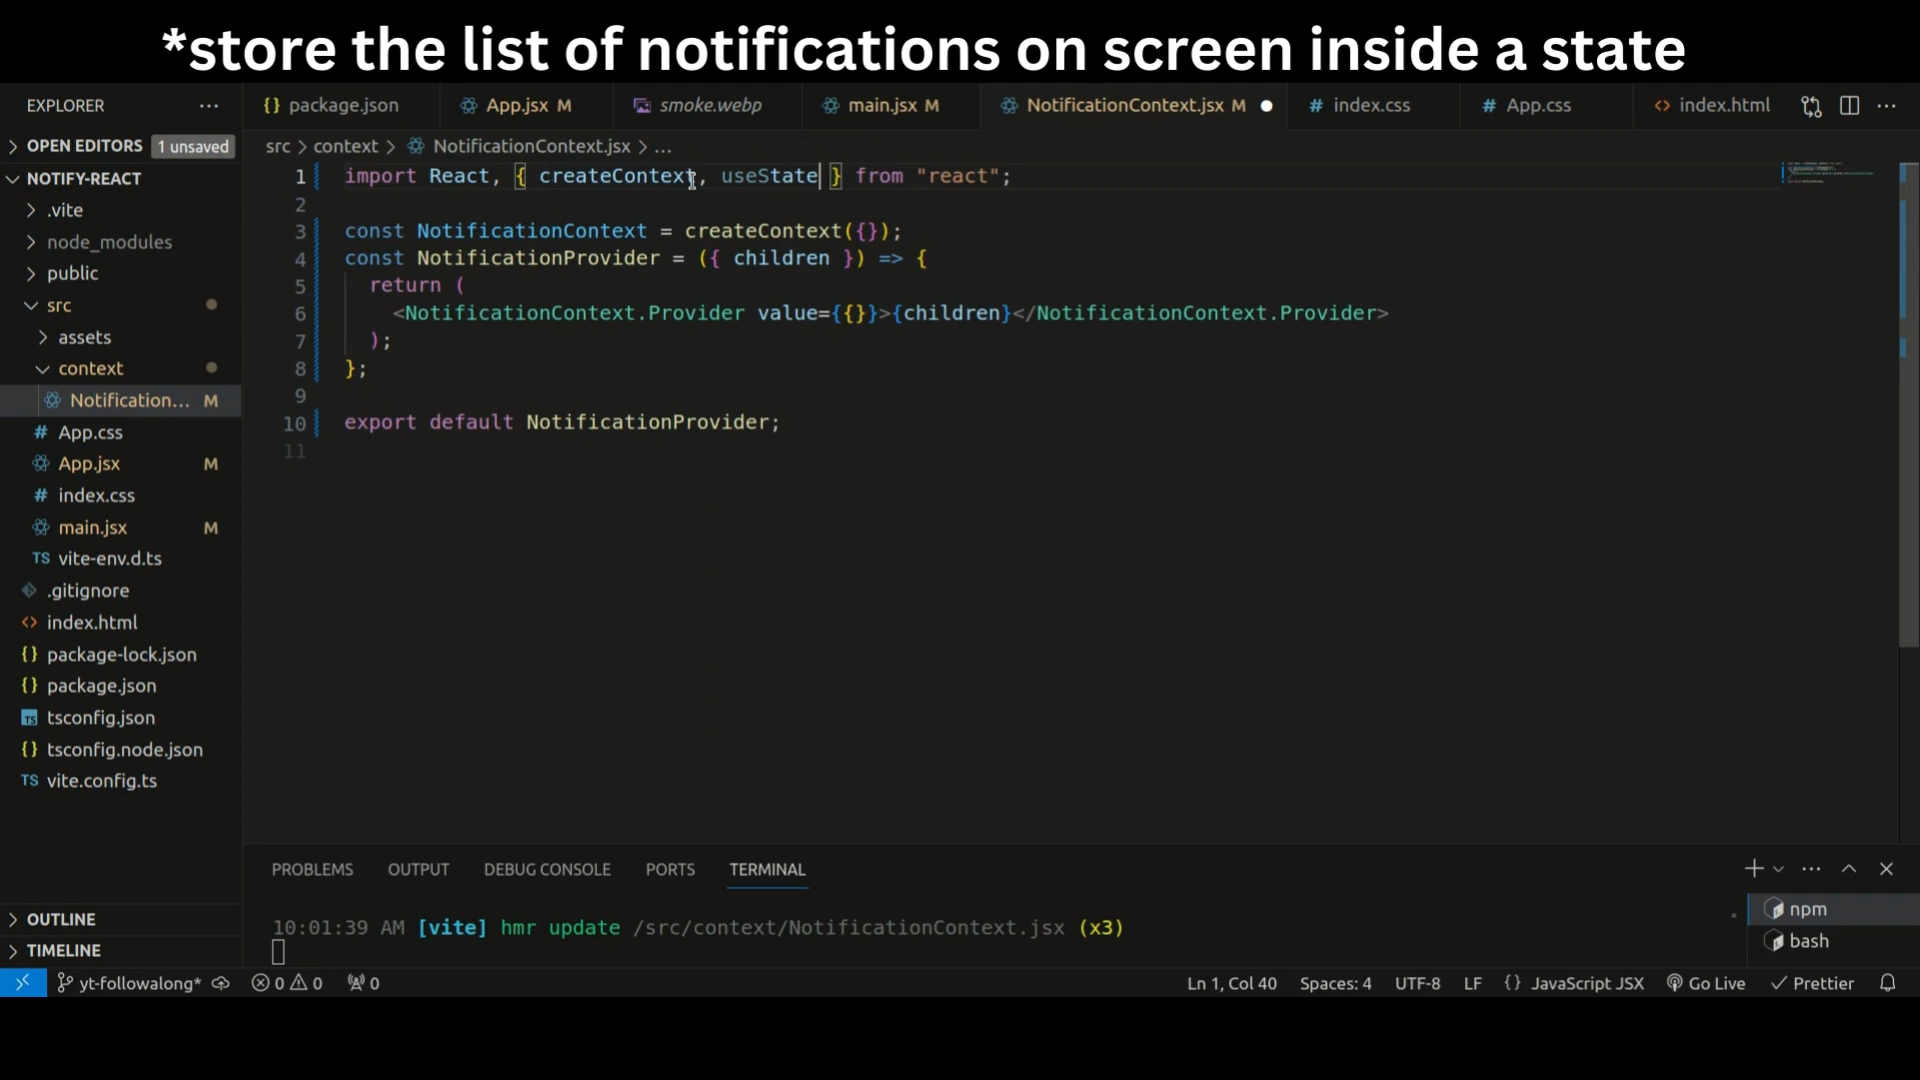 *store the list of notifications on screen inside a state
EXPLORER
package.json
App.jsx M
smoke.webp
main.jsx M
NotificationContext.jsx M
# index.css
# App.css
<> index.html
OPEN EDITORS 1 unsaved
src > context > NotificationContext.jsx > ...
NOTIFY-REACT
.vite
node_modules
public
src
assets
context
Notification... M
# App.css
App.jsx M
# index.css
main.jsx M
TS vite-env.d.ts
.gitignore
<> index.html
{} package-lock.json
{} package.json
TS tsconfig.json
{} tsconfig.node.json
TS vite.config.ts
OUTLINE
TIMELINE
1 import React, { createContext, useState } from "react";
2
3 const NotificationContext = createContext({});
4 const NotificationProvider = ({ children }) => {
5 return (
6 <NotificationContext.Provider value={{}}>{children}</NotificationContext.Provider>
7 );
8 };
9
10 export default NotificationProvider;
11
PROBLEMS OUTPUT DEBUG CONSOLE PORTS TERMINAL
10:01:39 AM [vite] hmr update /src/context/NotificationContext.jsx (x3)
npm
bash
yt-followalong* 0 0 0 Ln 1, Col 40 Spaces: 4 UTF-8 LF {} JavaScript JSX Go Live Prettier